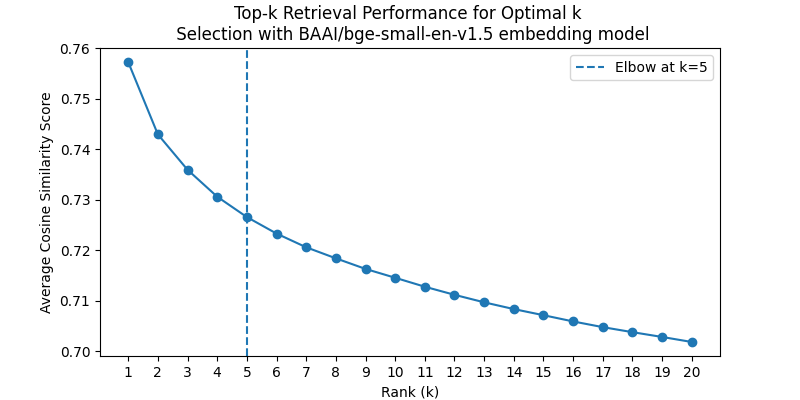 Top-k Retrieval Performance for Optimal k
Selection with BAAI/bge-small-en-v1.5 embedding model
Elbow at k=5
Average Cosine Similarity Score
0.76
0.75
0.74
0.73
0.72
0.71
0.70
1 2 3 4 5 6 7 8 9 10 11 12 13 14 15 16 17 18 19 20
Rank (k)